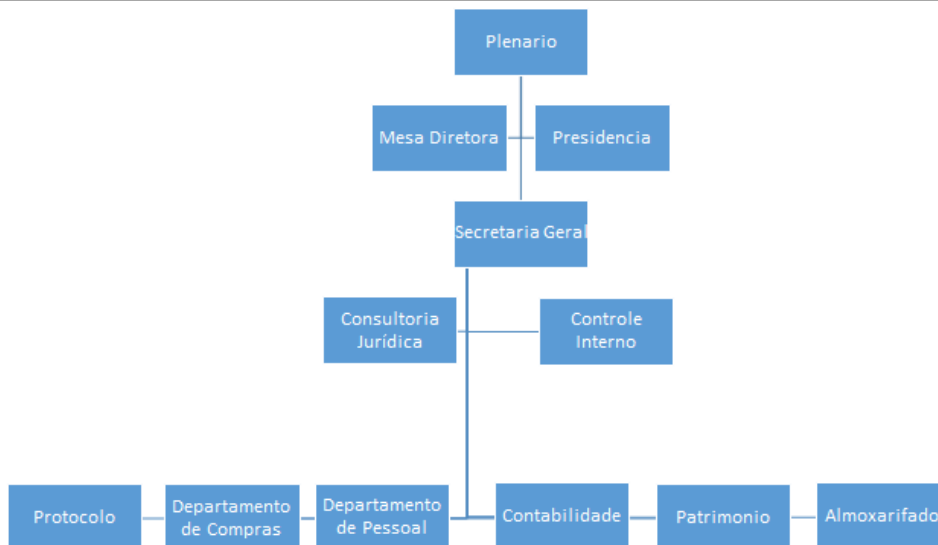 Plenario
Mesa Diretora
Presidencia
Secretaria Geral
Consultoria
Jurídica
Controle
Interno
Protocolo
Departamento
de Compras
Departamento
de Pessoal
Contabilidade
Patrimonio
Almoxarifado